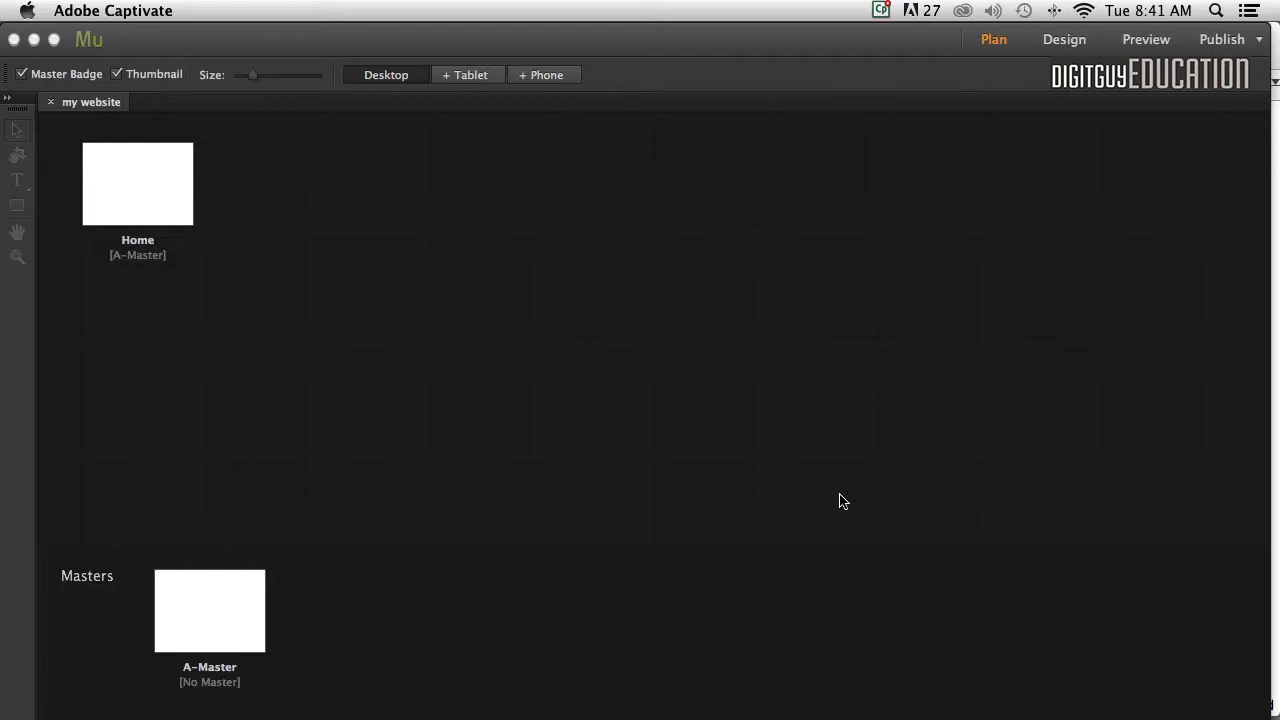 Adobe Captivate
27
Tue 8:41 AM
Mu
Plan
Design
Preview
Publish
Master Badge
Thumbnail
Size:
Desktop
+ Tablet
+ Phone
DIGITGUYEDUCATION
my website
T
Home
[A-Master]
Masters
A-Master
[No Master]